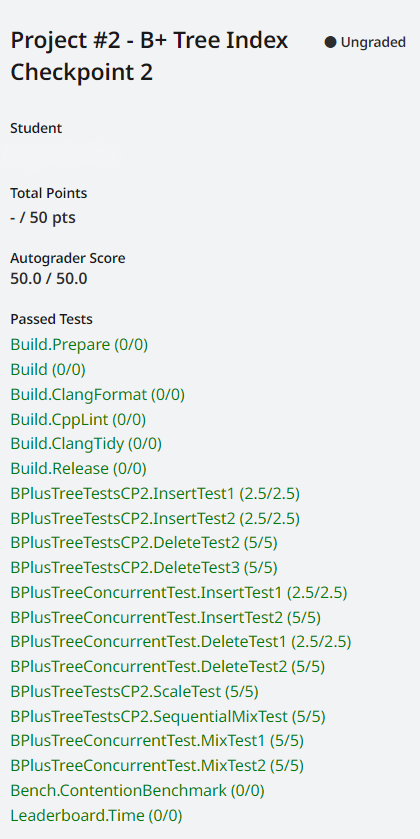 Project #2 - B+ Tree Index
Checkpoint 2
● Ungraded
Student
Total Points
- / 50 pts
Autograder Score
50.0 / 50.0
Passed Tests
Build.Prepare (0/0)
Build (0/0)
Build.ClangFormat (0/0)
Build.CppLint (0/0)
Build.ClangTidy (0/0)
Build.Release (0/0)
BPlusTreeTestsCP2.InsertTest1 (2.5/2.5)
BPlusTreeTestsCP2.InsertTest2 (2.5/2.5)
BPlusTreeTestsCP2.DeleteTest2 (5/5)
BPlusTreeTestsCP2.DeleteTest3 (5/5)
BPlusTreeConcurrentTest.InsertTest1 (2.5/2.5)
BPlusTreeConcurrentTest.InsertTest2 (5/5)
BPlusTreeConcurrentTest.DeleteTest1 (2.5/2.5)
BPlusTreeConcurrentTest.DeleteTest2 (5/5)
BPlusTreeTestsCP2.ScaleTest (5/5)
BPlusTreeTestsCP2.SequentialMixTest (5/5)
BPlusTreeConcurrentTest.MixTest1 (5/5)
BPlusTreeConcurrentTest.MixTest2 (5/5)
Bench.ContentionBenchmark (0/0)
Leaderboard.Time (0/0)